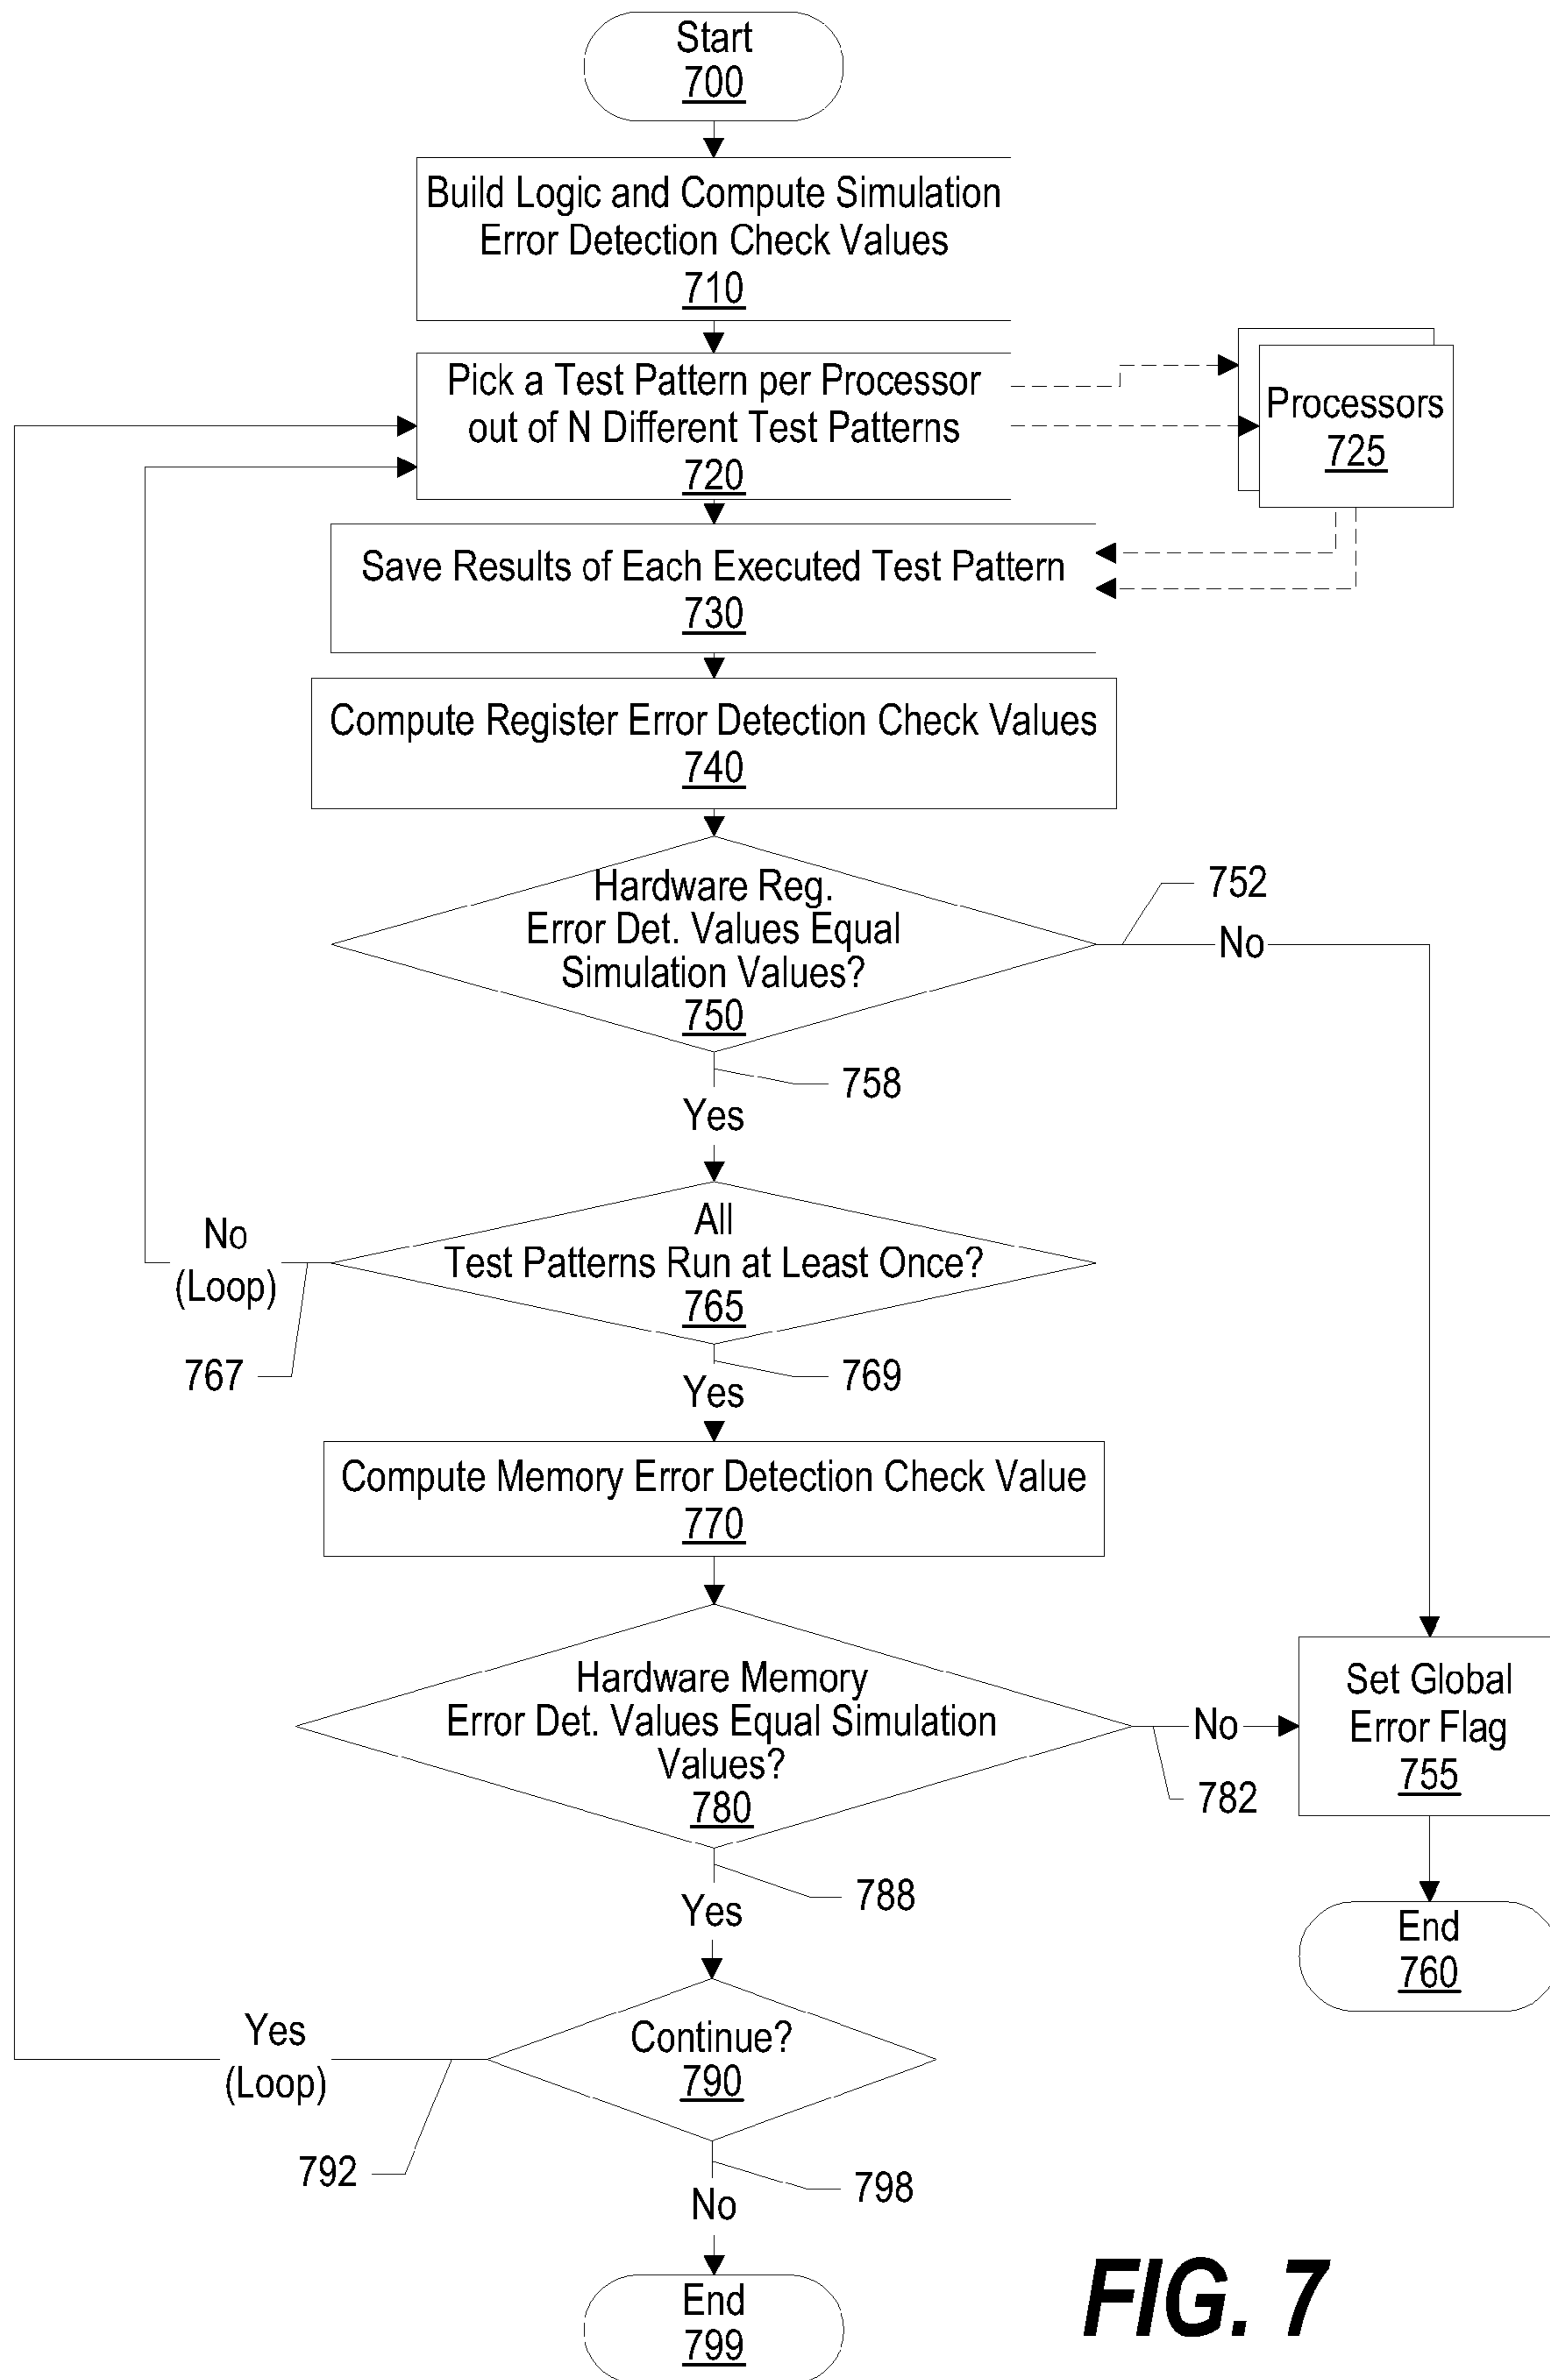 Start
700
Build Logic and Compute Simulation
Error Detection Check Values
710
Pick a Test Pattern per Processor
out of N Different Test Patterns
720
Processors
725
Save Results of Each Executed Test Pattern
730
Compute Register Error Detection Check Values
740
Hardware Reg.
Error Det. Values Equal
Simulation Values?
750
752
No
758
Yes
All
Test Patterns Run at Least Once?
765
No
(Loop)
767
769
Yes
Compute Memory Error Detection Check Value
770
Hardware Memory
Error Det. Values Equal Simulation
Values?
780
No
782
Set Global
Error Flag
755
End
760
788
Yes
Continue?
790
Yes
(Loop)
792
798
No
End
799
FIG. 7